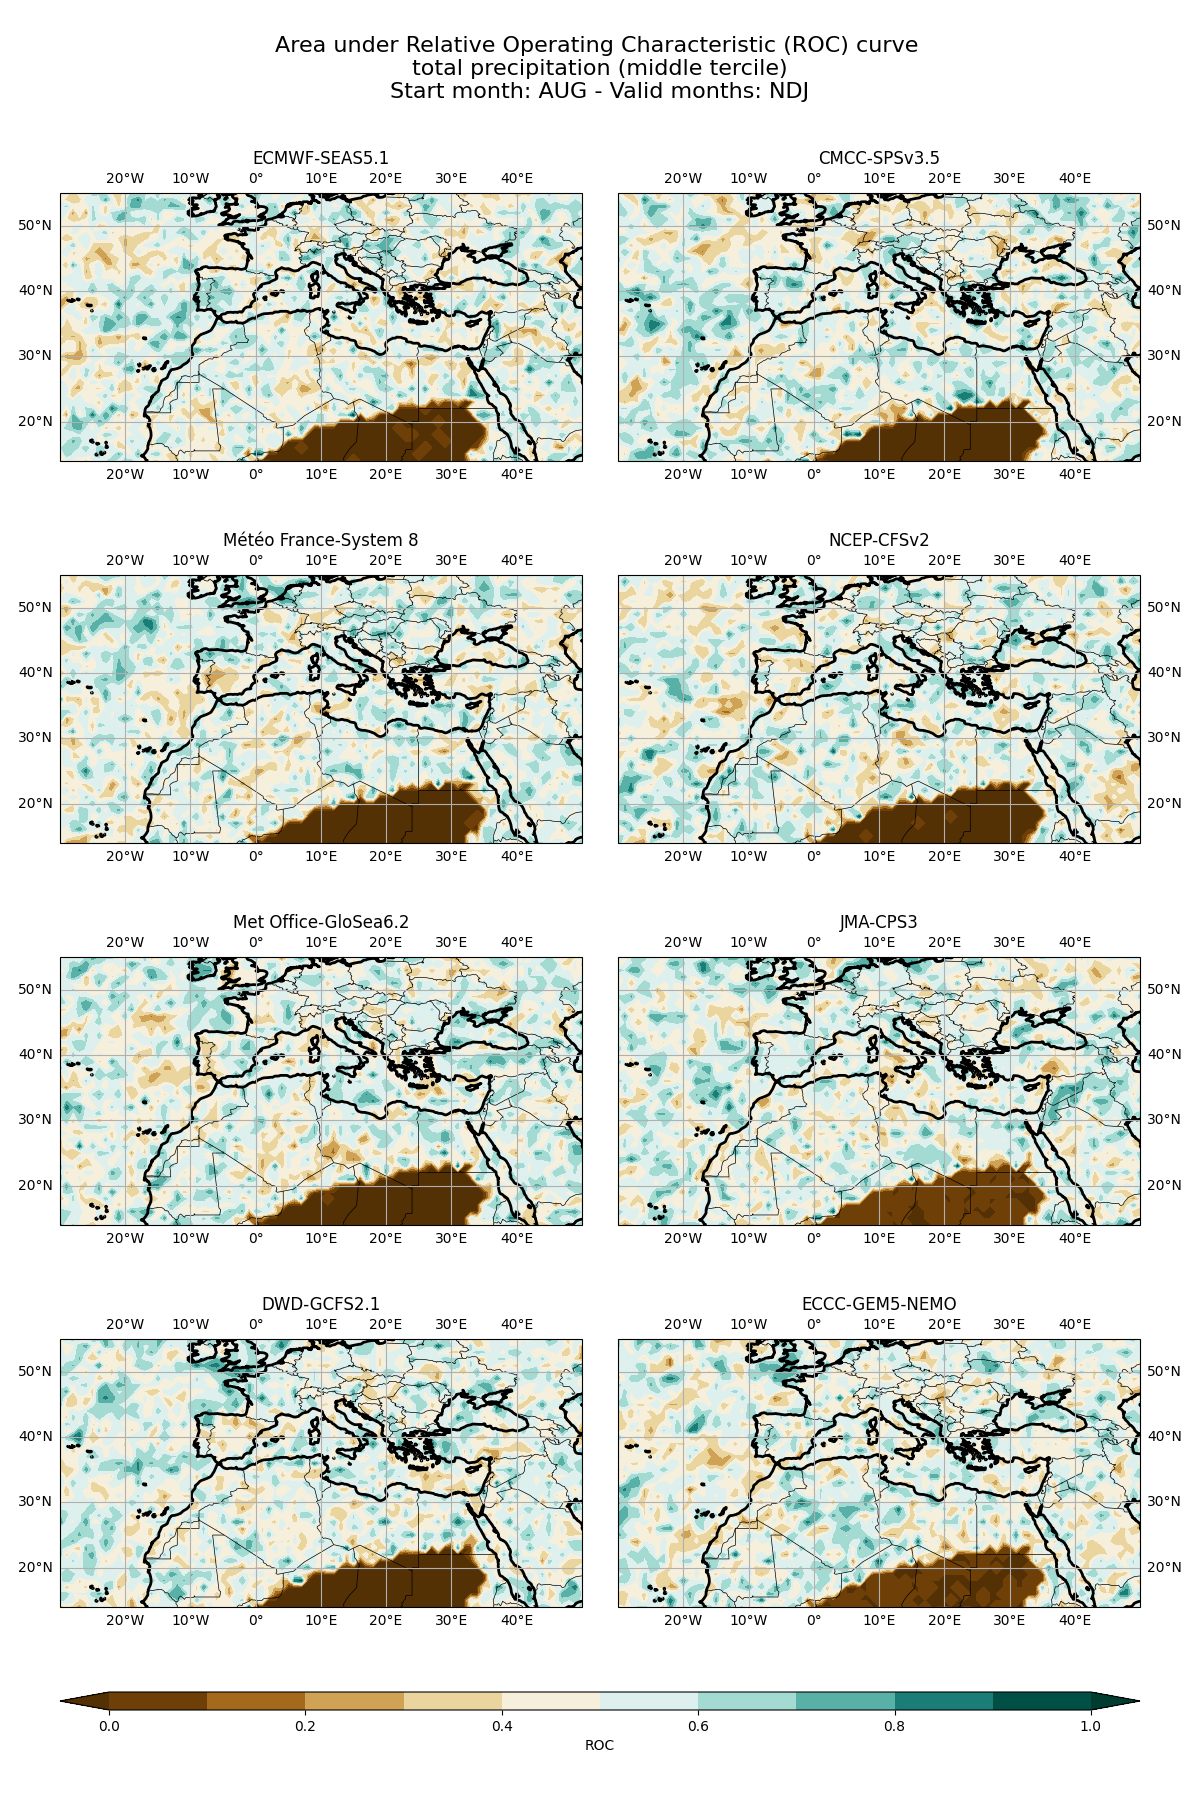 Area under Relative Operating Characteristic (ROC) curve
total precipitation (middle tercile)
Start month: AUG - Valid months: NDJ
ECMWF-SEAS5.1
20°W 10°W 0° 10°E 20°E 30°E 40°E
50°N
40°N
30°N
20°N
20°W 10°W 0° 10°E 20°E 30°E 40°E
CMCC-SPSv3.5
20°W 10°W 0° 10°E 20°E 30°E 40°E
50°N
40°N
30°N
20°N
20°W 10°W 0° 10°E 20°E 30°E 40°E
Météo France-System 8
20°W 10°W 0° 10°E 20°E 30°E 40°E
50°N
40°N
30°N
20°N
20°W 10°W 0° 10°E 20°E 30°E 40°E
NCEP-CFSv2
20°W 10°W 0° 10°E 20°E 30°E 40°E
50°N
40°N
30°N
20°N
20°W 10°W 0° 10°E 20°E 30°E 40°E
Met Office-GloSea6.2
20°W 10°W 0° 10°E 20°E 30°E 40°E
50°N
40°N
30°N
20°N
20°W 10°W 0° 10°E 20°E 30°E 40°E
JMA-CPS3
20°W 10°W 0° 10°E 20°E 30°E 40°E
50°N
40°N
30°N
20°N
20°W 10°W 0° 10°E 20°E 30°E 40°E
DWD-GCFS2.1
20°W 10°W 0° 10°E 20°E 30°E 40°E
50°N
40°N
30°N
20°N
20°W 10°W 0° 10°E 20°E 30°E 40°E
ECCC-GEM5-NEMO
20°W 10°W 0° 10°E 20°E 30°E 40°E
50°N
40°N
30°N
20°N
20°W 10°W 0° 10°E 20°E 30°E 40°E
0.0 0.2 0.4 0.6 0.8 1.0
ROC